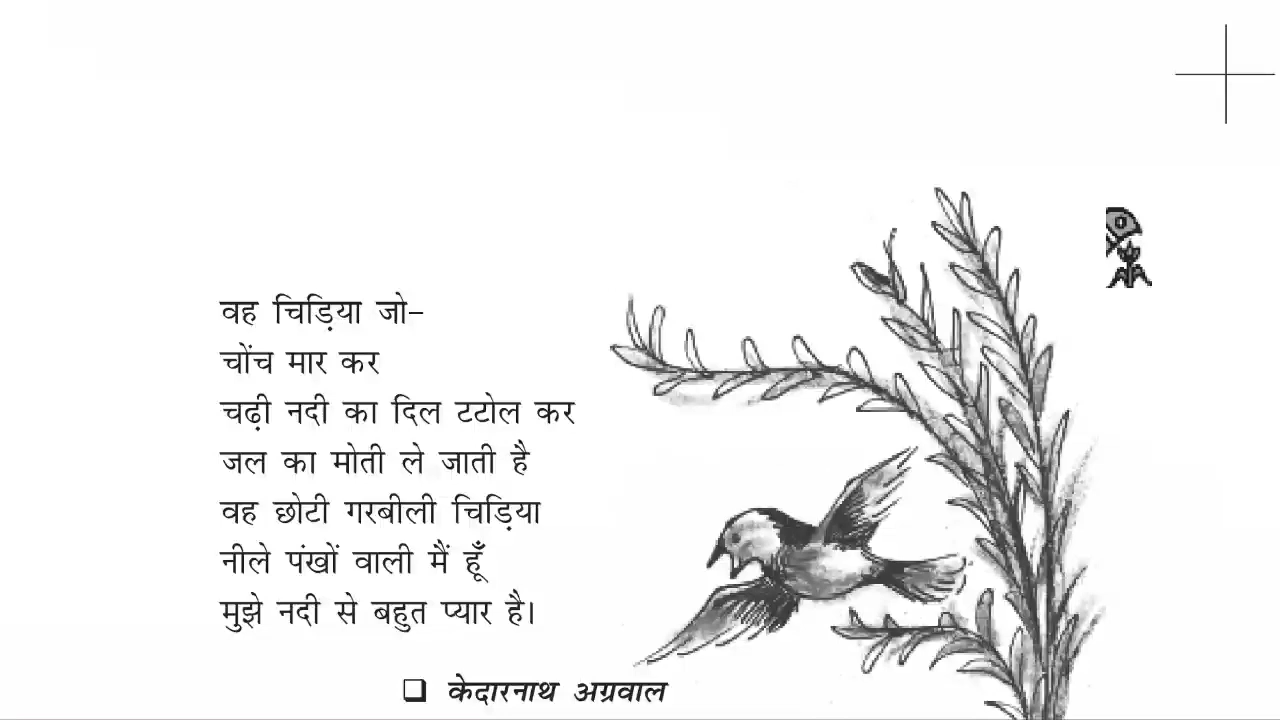 वह चिड़िया जो–
चोंच मार कर
चढ़ी नदी का दिल टटोल कर
जल का मोती ले जाती है
वह छोटी गरबीली चिड़िया
नीले पंखों वाली मैं हूँ
मुझे नदी से बहुत प्यार है।
❑ केदारनाथ अग्रवाल